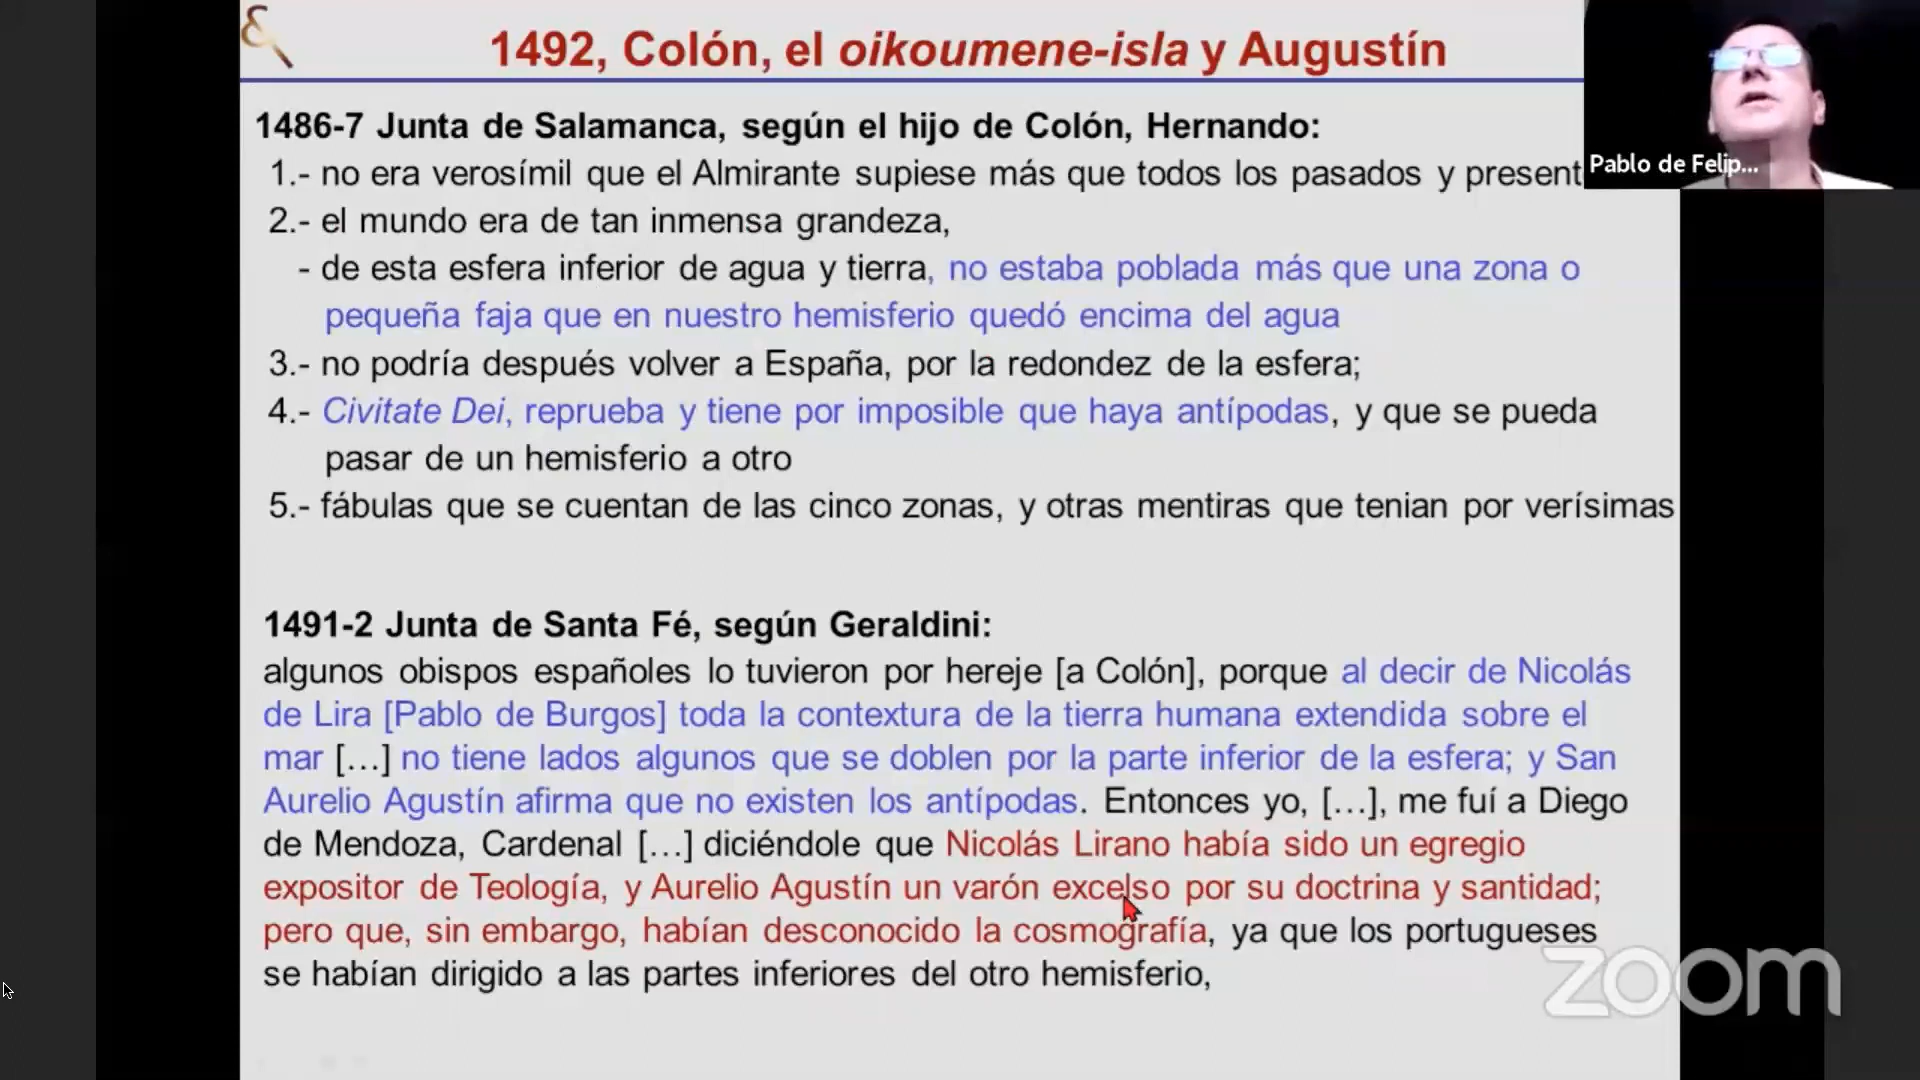 1492, Colón, el oikoumene-isla y Augustín
Pablo de Felip...
1486-7 Junta de Salamanca, según el hijo de Colón, Hernando:
1.- no era verosímil que el Almirante supiese más que todos los pasados y present
2.- el mundo era de tan inmensa grandeza,
- de esta esfera inferior de agua y tierra, no estaba poblada más que una zona o
pequeña faja que en nuestro hemisferio quedó encima del agua
3.- no podría después volver a España, por la redondez de la esfera;
4.- Civitate Dei, reprueba y tiene por imposible que haya antípodas, y que se pueda
pasar de un hemisferio a otro
5.- fábulas que se cuentan de las cinco zonas, y otras mentiras que tenian por verísimas
1491-2 Junta de Santa Fé, según Geraldini:
algunos obispos españoles lo tuvieron por hereje [a Colón], porque al decir de Nicolás
de Lira [Pablo de Burgos] toda la contextura de la tierra humana extendida sobre el
mar […] no tiene lados algunos que se doblen por la parte inferior de la esfera; y San
Aurelio Agustín afirma que no existen los antípodas. Entonces yo, […], me fuí a Diego
de Mendoza, Cardenal […] diciéndole que Nicolás Lirano había sido un egregio
expositor de Teología, y Aurelio Agustín un varón excelso por su doctrina y santidad;
pero que, sin embargo, habían desconocido la cosmografía, ya que los portugueses
se habían dirigido a las partes inferiores del otro hemisferio,
zoom